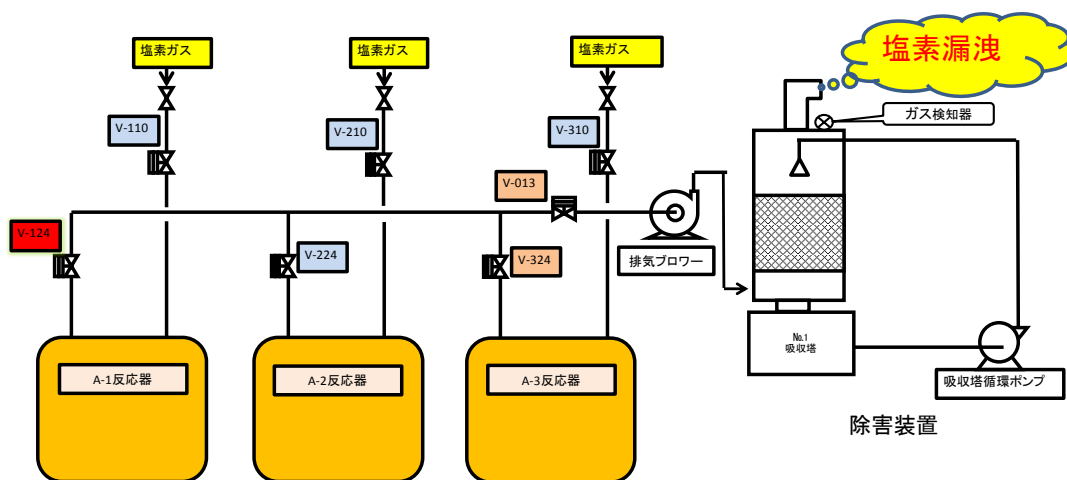 塩素ガス
塩素ガス
塩素ガス
塩素漏洩
ガス検知器
V-110
V-210
V-310
V-013
V-124
V-224
V-324
排気ブロワー
No.1
吸収塔
A-1反応器
A-2反応器
A-3反応器
吸収塔循環ポンプ
除害装置